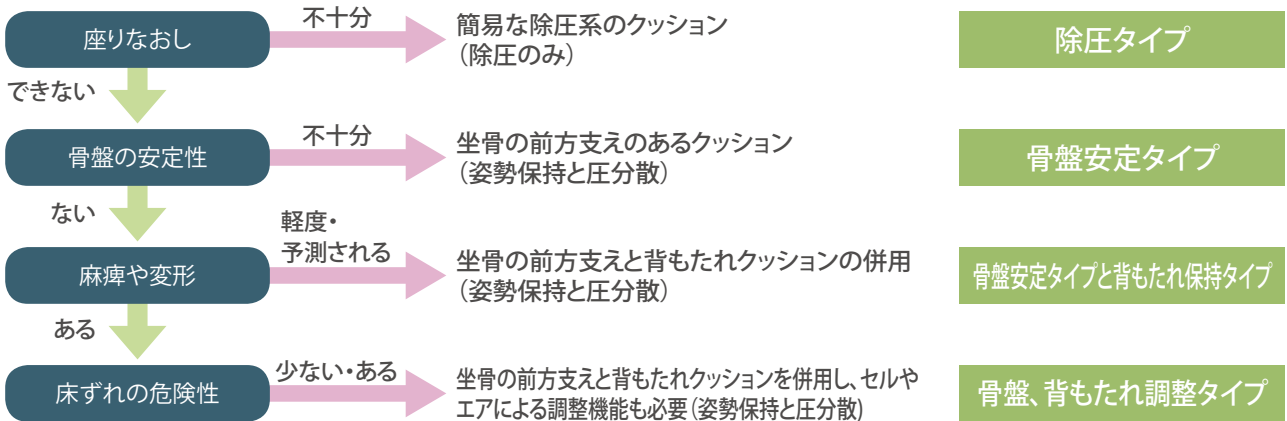 座りなおし
不十分
簡易な除圧系のクッション
（除圧のみ）
除圧タイプ
できない
骨盤の安定性
不十分
坐骨の前方支えのあるクッション
（姿勢保持と圧分散）
骨盤安定タイプ
ない
麻痺や変形
軽度・
予測される
坐骨の前方支えと背もたれクッションの併用
（姿勢保持と圧分散）
骨盤安定タイプと背もたれ保持タイプ
ある
床ずれの危険性
少ない・ある
坐骨の前方支えと背もたれクッションを併用し、セルや
エアによる調整機能も必要（姿勢保持と圧分散）
骨盤、背もたれ調整タイプ